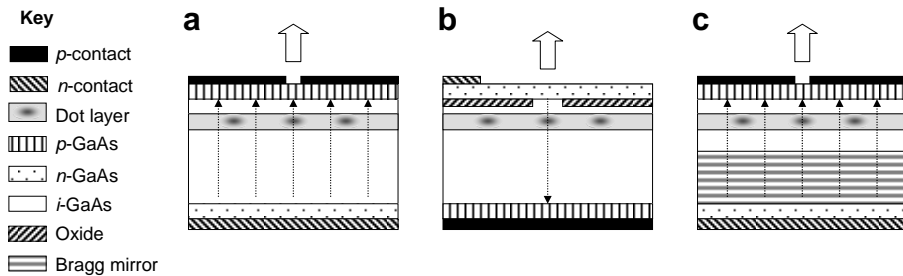 Key
p-contact
n-contact
Dot layer
p-GaAs
n-GaAs
i-GaAs
Oxide
Bragg mirror
a
b
c